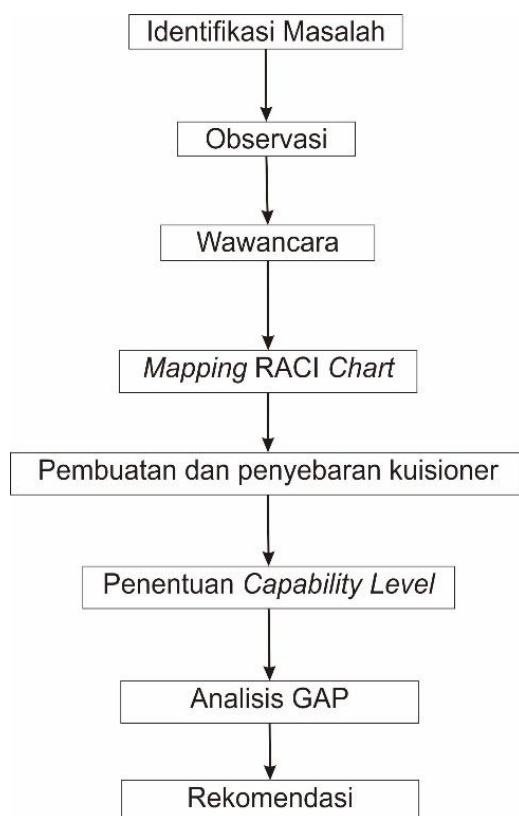 Identifikasi Masalah
Observasi
Wawancara
Mapping RACI Chart
Pembuatan dan penyebaran kuisioner
Penentuan Capability Level
Analisis GAP
Rekomendasi